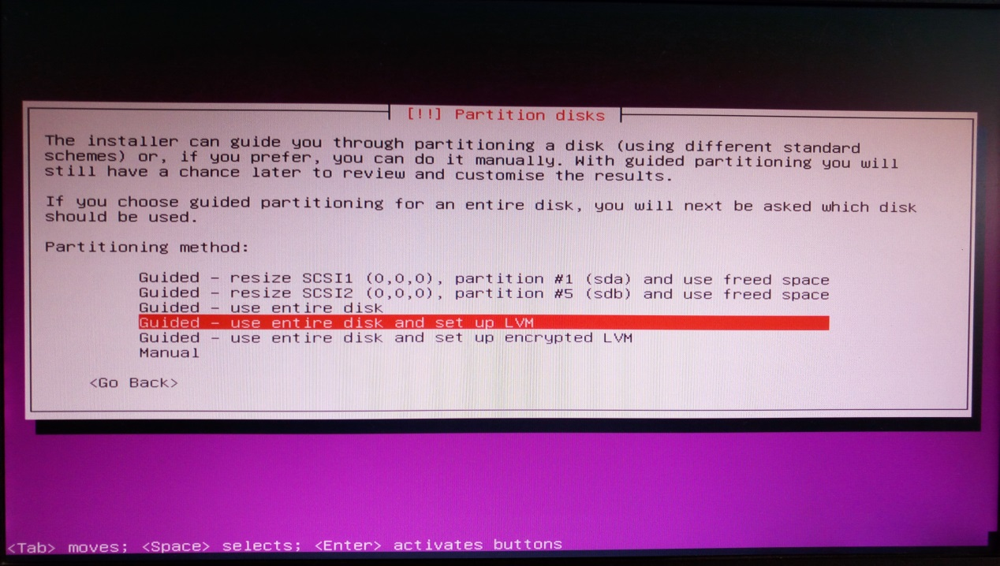 [!!] Partition disks
The installer can guide you through partitioning a disk (using different standard
schemes) or, if you prefer, you can do it manually. With guided partitioning you will
still have a chance later to review and customise the results.
If you choose guided partitioning for an entire disk, you will next be asked which disk
should be used.
Partitioning method:
Guided - resize SCSI1 (0,0,0), partition #1 (sda) and use freed space
Guided - resize SCSI2 (0,0,0), partition #5 (sdb) and use freed space
Guided - use entire disk
Guided - use entire disk and set up LVM
Guided - use entire disk and set up encrypted LVM
Manual
<Go Back>
<Tab> moves; <Space> selects; <Enter> activates buttons